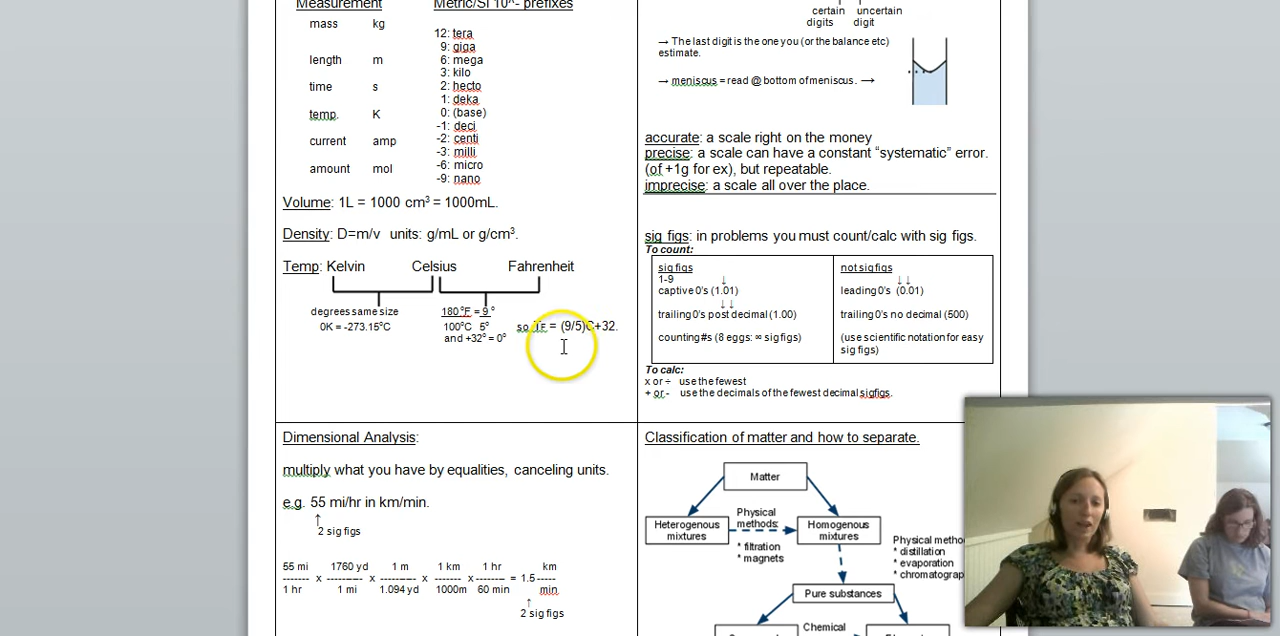 Measurement
Metric/SI 10^- prefixes
mass kg
12: tera
9: giga
length m
6: mega
3: kilo
time s
2: hecto
1: deka
temp. K
0: (base)
-1: deci
current amp
-2: centi
-3: milli
amount mol
-6: micro
-9: nano
Volume: 1L = 1000 cm³ = 1000mL.
Density: D=m/v units: g/mL or g/cm³.
Temp: Kelvin Celsius Fahrenheit
degrees same size
0K = -273.15°C
180°F = 9°
100°C 5°
and +32° = 0°
so TF = (9/5)C+32.
certain uncertain
digits digit
→ The last digit is the one you (or the balance etc)
estimate.
→ meniscus = read @ bottom of meniscus. →
accurate: a scale right on the money
precise: a scale can have a constant “systematic” error.
(of +1g for ex), but repeatable.
imprecise: a scale all over the place.
sig figs: in problems you must count/calc with sig figs.
To count:
sig figs
1-9 ↓
captive 0's (1.01)
↓↓
trailing 0's post decimal (1.00)
counting #s (8 eggs: ∞ sig figs)
not sig figs
↓↓
leading 0's (0.01)
trailing 0's no decimal (500)
(use scientific notation for easy
sig figs)
To calc:
x or ÷ use the fewest
+ or - use the decimals of the fewest decimal sigfigs.
Dimensional Analysis:
multiply what you have by equalities, canceling units.
e.g. 55 mi/hr in km/min.
↑
2 sig figs
55 mi 1760 yd 1 m 1 km 1 hr km
------- x --------- x --------- x ------- x -------- = 1.5 -----
1 hr 1 mi 1.094 yd 1000m 60 min min
↑
2 sig figs
Classification of matter and how to separate.
Matter
Heterogenous
mixtures
Physical
methods:
* filtration
* magnets
Homogenous
mixtures
Physical
* distillation
* evaporation
Pure substances
Chemical